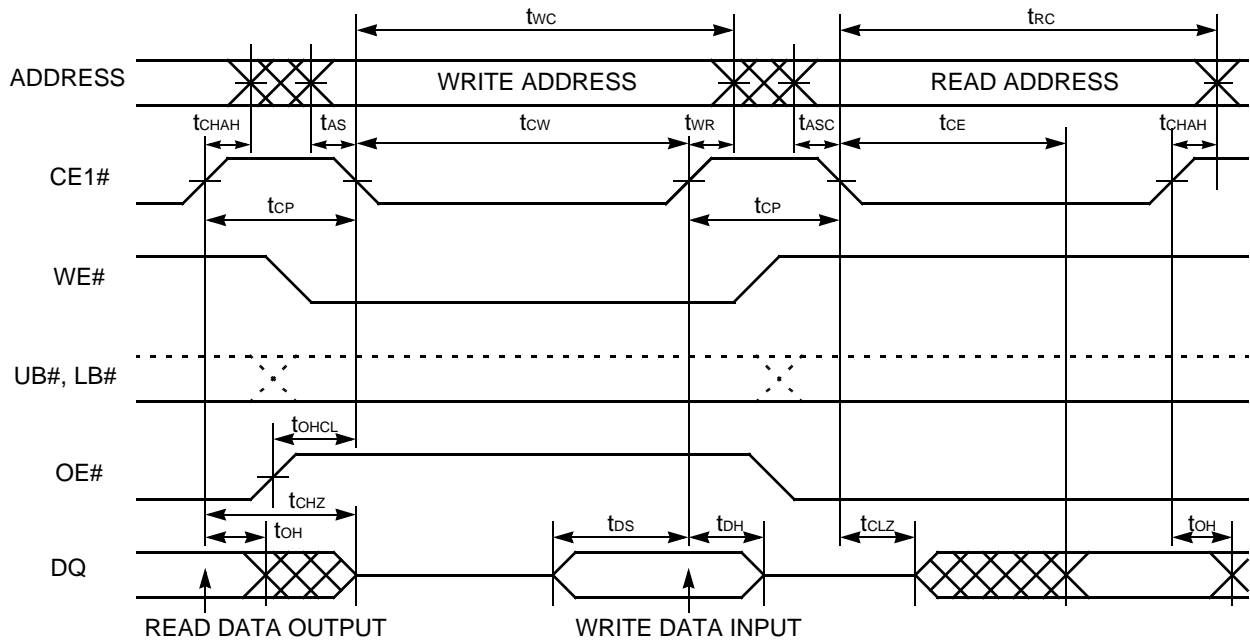 tWC tRC
ADDRESS WRITE ADDRESS READ ADDRESS
tCHAH tAS tCW tWR tASC tCE tCHAH
CE1#
tCP tCP
WE#
UB#, LB#
tOHCL
OE#
tCHZ
tOH tDS tDH tCLZ tOH
DQ
READ DATA OUTPUT WRITE DATA INPUT